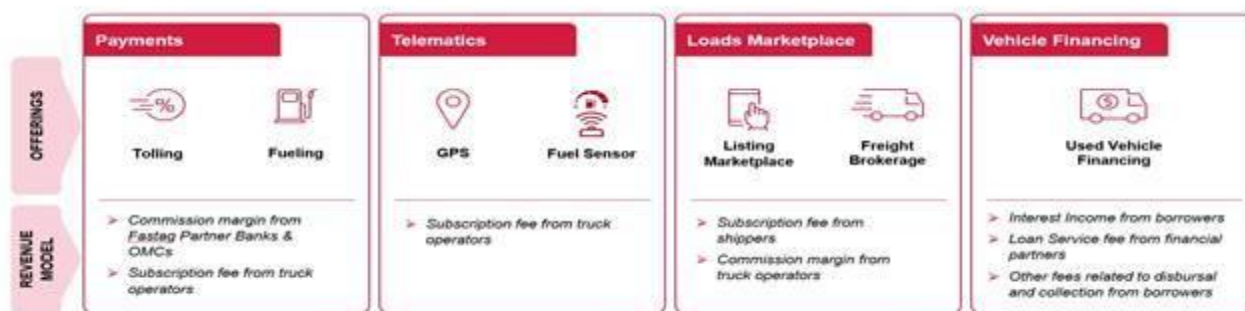 Payments
Telematics
Loads Marketplace
Vehicle Financing
OFFERINGS
%
Tolling
Fueling
GPS
Fuel Sensor
Listing
Marketplace
Freight
Brokerage
$
Used Vehicle
Financing
REVENUE
MODEL
➢ Commission margin from
Fastag Partner Banks &
OMCs
➢ Subscription fee from truck
operators
➢ Subscription fee from truck
operators
➢ Subscription fee from
shippers
➢ Commission margin from
truck operators
➢ Interest Income from borrowers
➢ Loan Service fee from financial
partners
➢ Other fees related to disbursal
and collection from borrowers